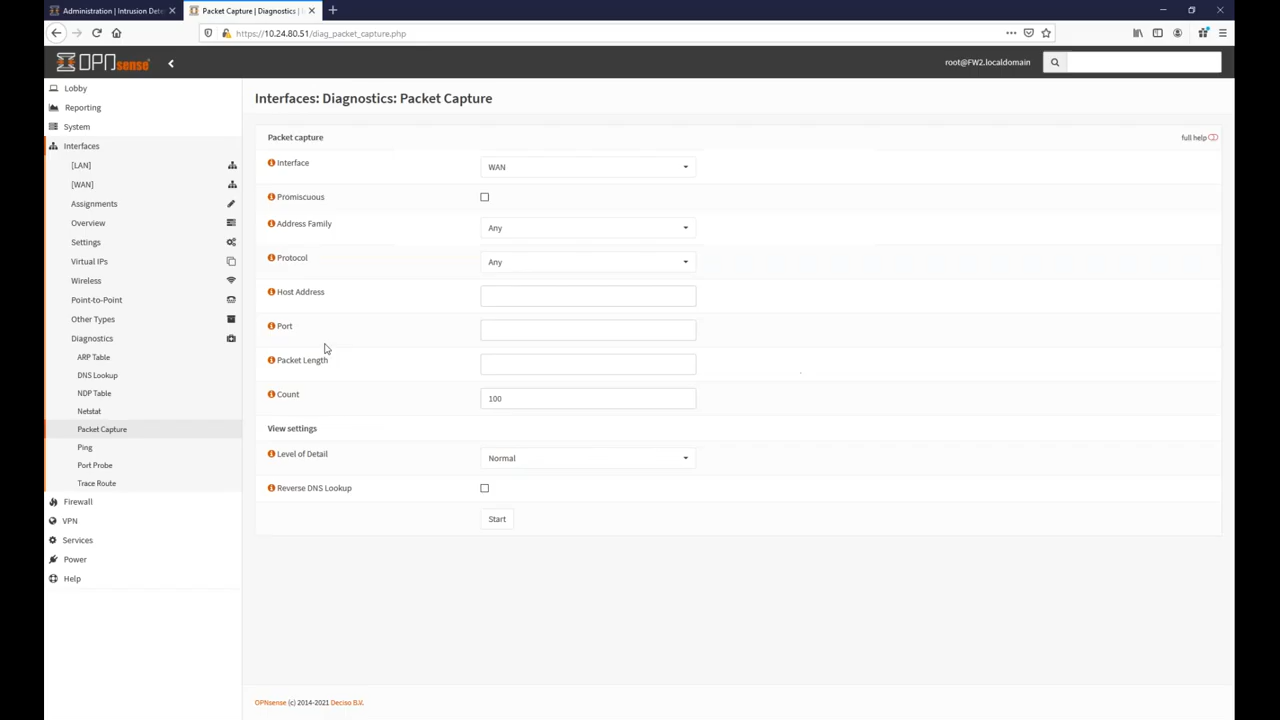 Administration | Intrusion Dete
Packet Capture | Diagnostics |
https://10.24.80.51/diag_packet_capture.php
OPNsense
root@FW2.localdomain
Lobby
Reporting
System
Interfaces
[LAN]
[WAN]
Assignments
Overview
Settings
Virtual IPs
Wireless
Point-to-Point
Other Types
Diagnostics
ARP Table
DNS Lookup
NDP Table
Netstat
Packet Capture
Ping
Port Probe
Trace Route
Firewall
VPN
Services
Power
Help
Interfaces: Diagnostics: Packet Capture
Packet capture
full help
Interface
WAN
Promiscuous
Address Family
Any
Protocol
Any
Host Address
Port
Packet Length
Count
100
View settings
Level of Detail
Normal
Reverse DNS Lookup
Start
OPNsense (c) 2014-2021 Deciso B.V.